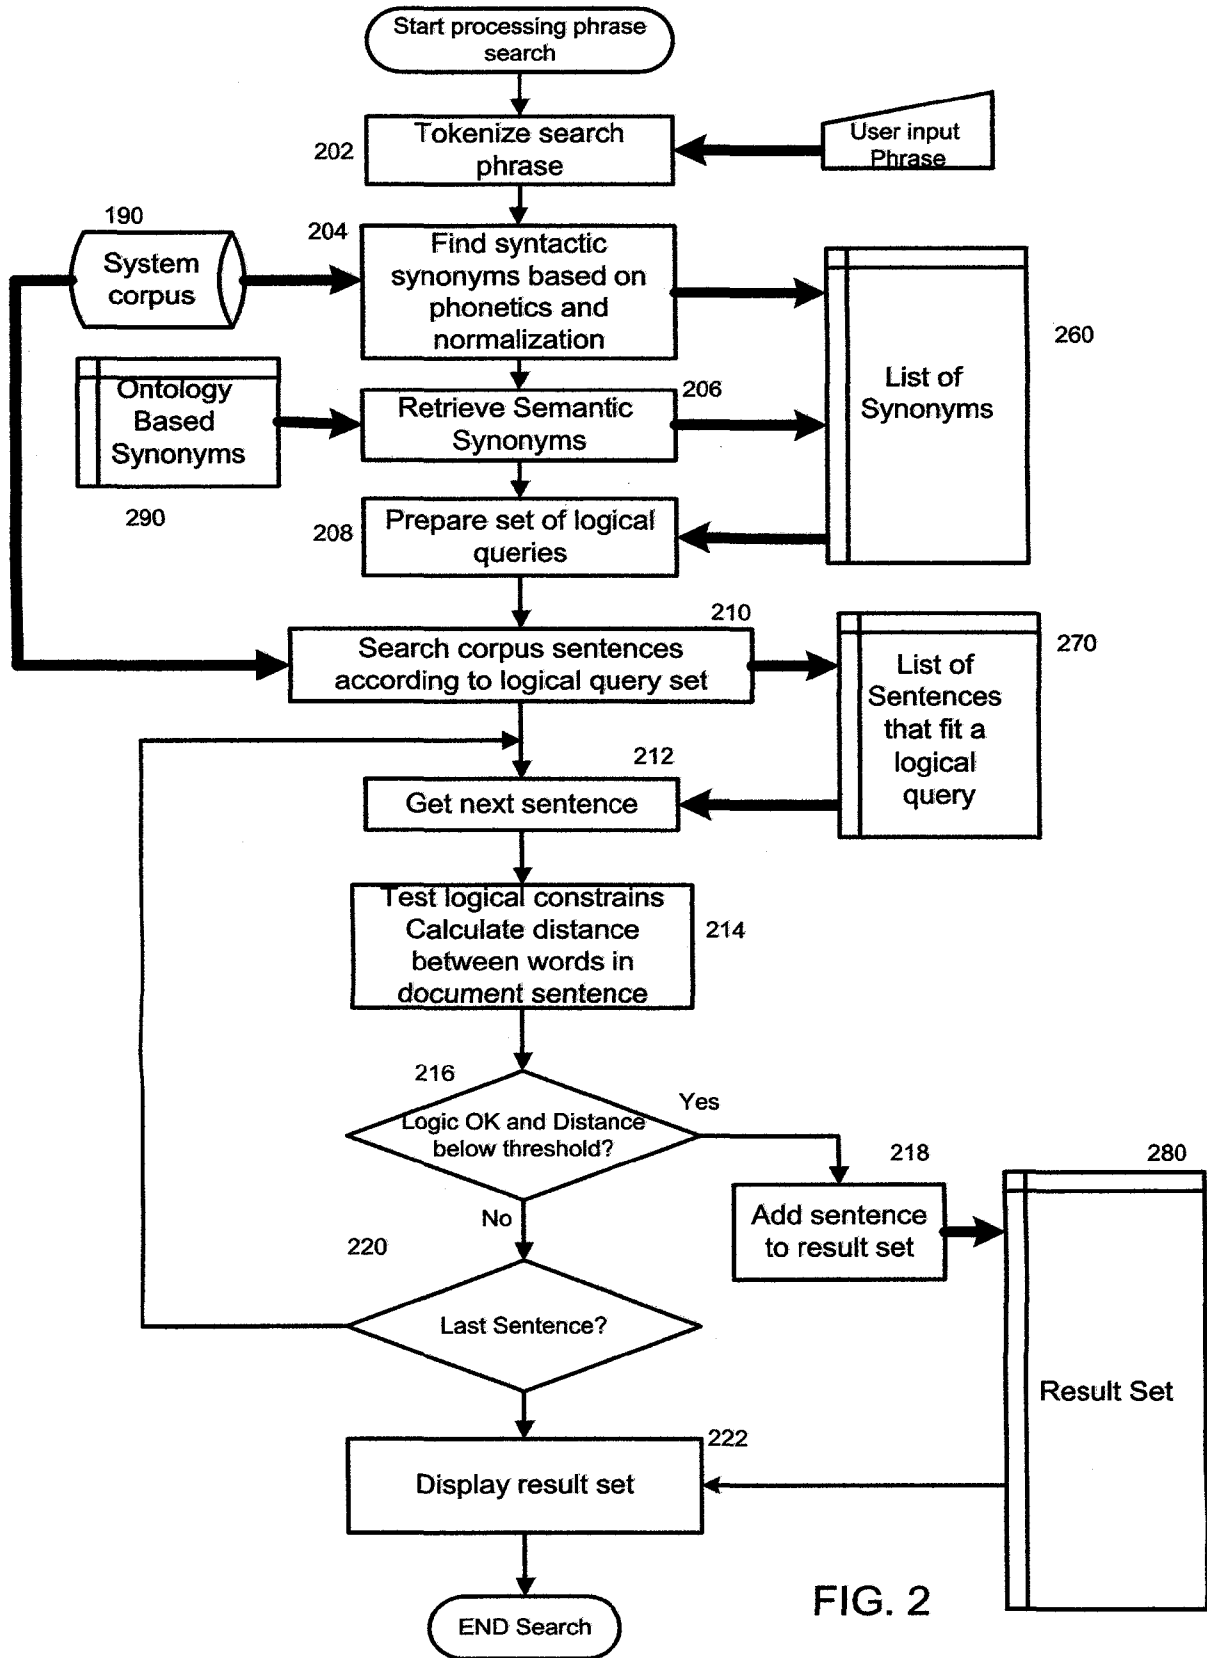 Start processing phrase
search
Tokenize search
phrase
202
User input
Phrase
190
System
corpus
204
Find syntactic
synonyms based on
phonetics and
normalization
List of
Synonyms
260
Ontology
Based
Synonyms
290
206
Retrieve Semantic
Synonyms
208
Prepare set of logical
queries
210
Search corpus sentences
according to logical query set
List of
Sentences
that fit a
logical
query
270
212
Get next sentence
Test logical constrains
Calculate distance
between words in
document sentence
214
216
Logic OK and Distance
below threshold?
Yes
No
218
Add sentence
to result set
280
Result Set
220
Last Sentence?
222
Display result set
END Search
FIG. 2